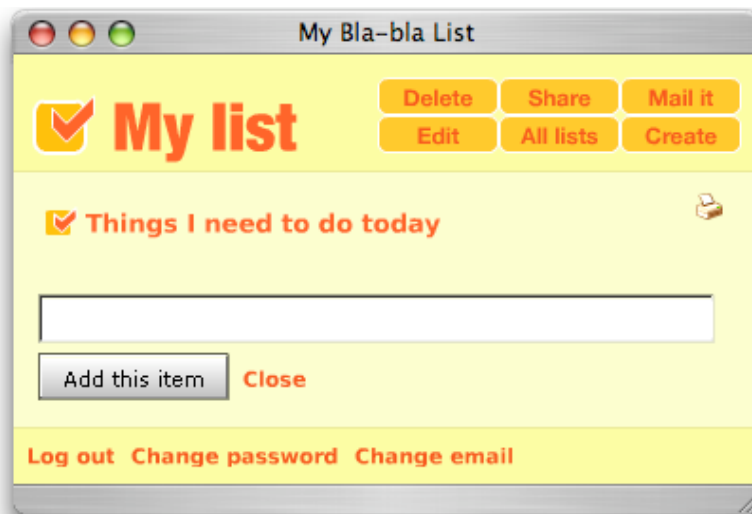 My Bla-bla List
My list
Delete Share Mail it
Edit All lists Create
Things I need to do today
Add this item Close
Log out Change password Change email